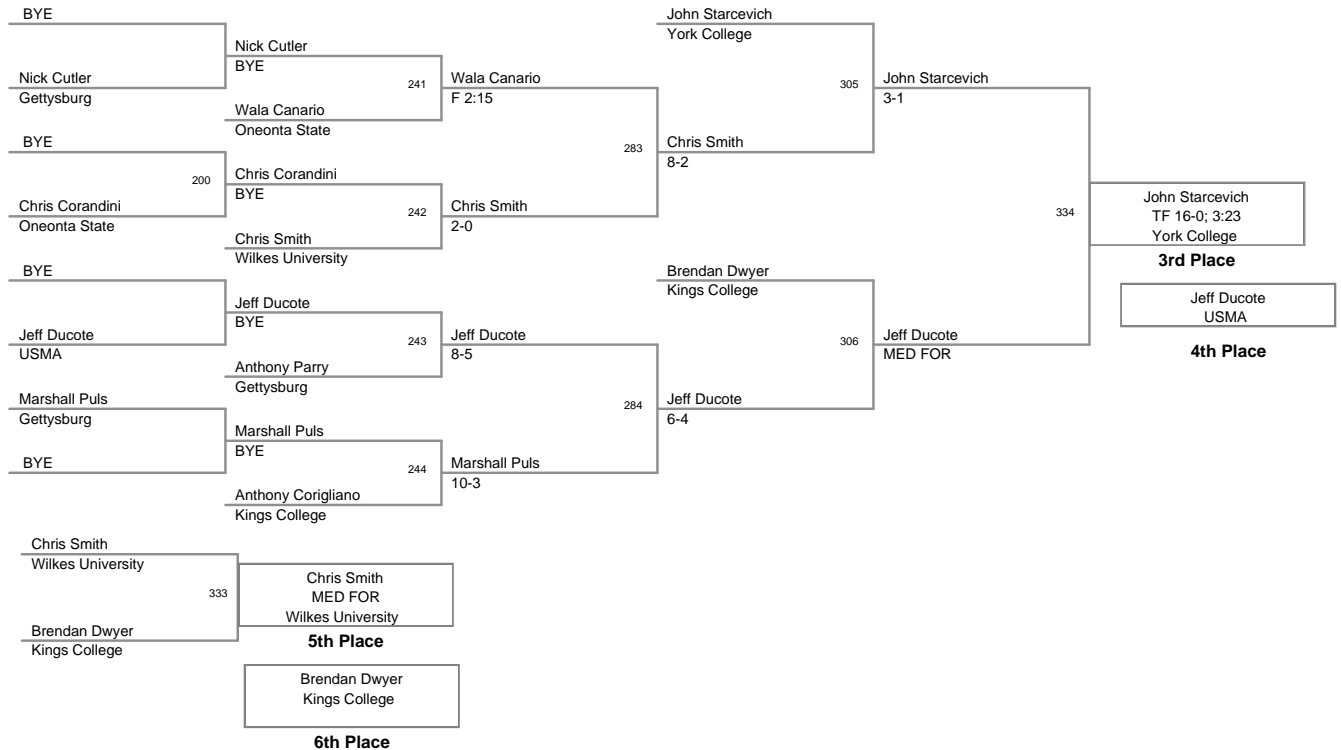 BYE
Nick Cutler
Gettysburg
BYE
200
Chris Corandini
Oneonta State
BYE
Jeff Ducote
USMA
Marshall Puls
Gettysburg
BYE
Nick Cutler
BYE
241
Wala Canario
Oneonta State
Chris Corandini
BYE
242
Chris Smith
Wilkes University
Jeff Ducote
BYE
243
Anthony Parry
Gettysburg
Marshall Puls
BYE
244
Anthony Corigliano
Kings College
Wala Canario
F 2:15
283
Chris Smith
2-0
Jeff Ducote
8-5
284
Marshall Puls
10-3
John Starcevich
York College
305
Chris Smith
8-2
Brendan Dwyer
Kings College
306
Jeff Ducote
6-4
John Starcevich
3-1
334
Jeff Ducote
MED FOR
John Starcevich
TF 16-0; 3:23
York College
3rd Place
Jeff Ducote
USMA
4th Place
Chris Smith
Wilkes University
333
Brendan Dwyer
Kings College
Chris Smith
MED FOR
Wilkes University
5th Place
Brendan Dwyer
Kings College
6th Place